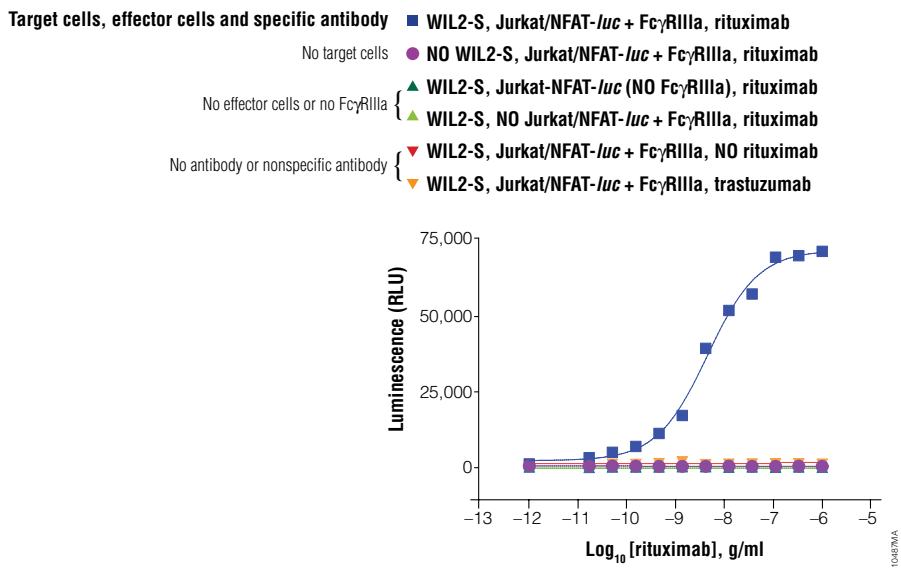 Target cells, effector cells and specific antibody
WIL2-S, Jurkat/NFAT-luc + FcγRIIIa, rituximab
No target cells
NO WIL2-S, Jurkat/NFAT-luc + FcγRIIIa, rituximab
No effector cells or no FcγRIIIa {
WIL2-S, Jurkat-NFAT-luc (NO FcγRIIIa), rituximab
WIL2-S, NO Jurkat/NFAT-luc + FcγRIIIa, rituximab
No antibody or nonspecific antibody {
WIL2-S, Jurkat/NFAT-luc + FcγRIIIa, NO rituximab
WIL2-S, Jurkat/NFAT-luc + FcγRIIIa, trastuzumab
Luminescence (RLU)
75,000
50,000
25,000
0
–13 –12 –11 –10 –9 –8 –7 –6 –5
Log10 [rituximab], g/ml
10487MA